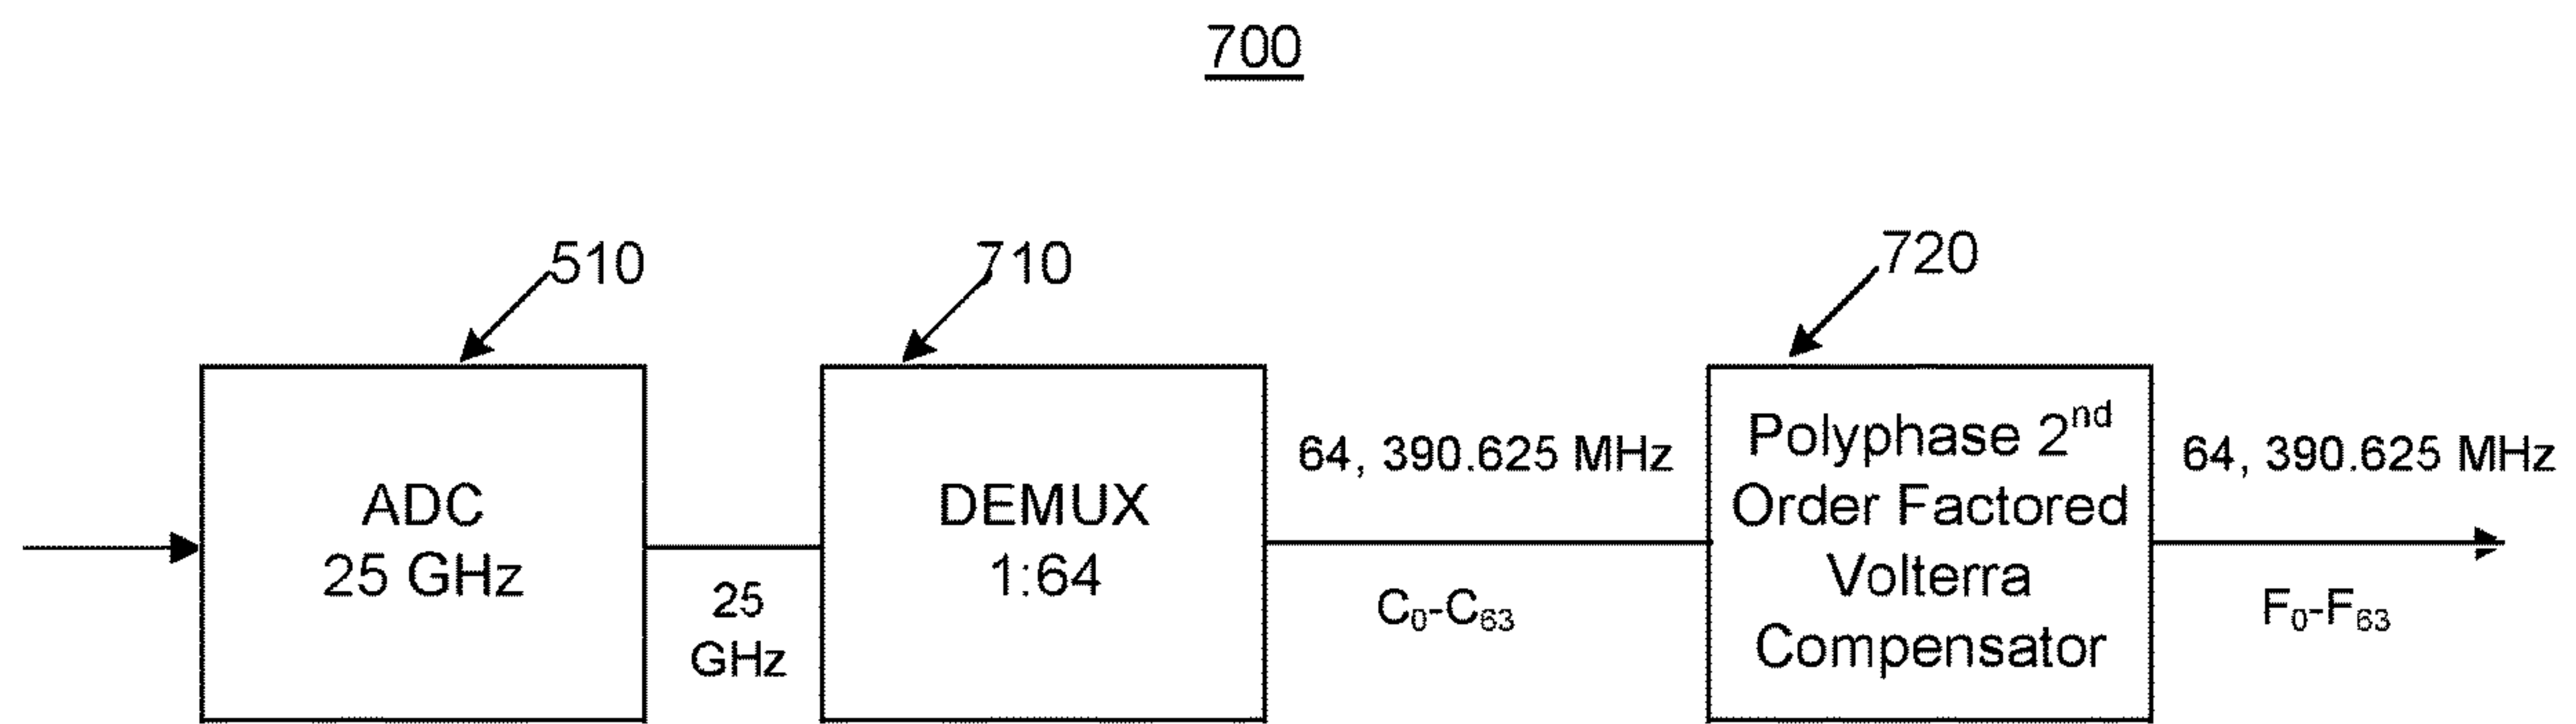 700
510
710
720
ADC
25 GHz
25
GHz
DEMUX
1:64
64, 390.625 MHz
C₀-C₆₃
Polyphase 2ⁿᵈ
Order Factored
Volterra
Compensator
64, 390.625 MHz
F₀-F₆₃